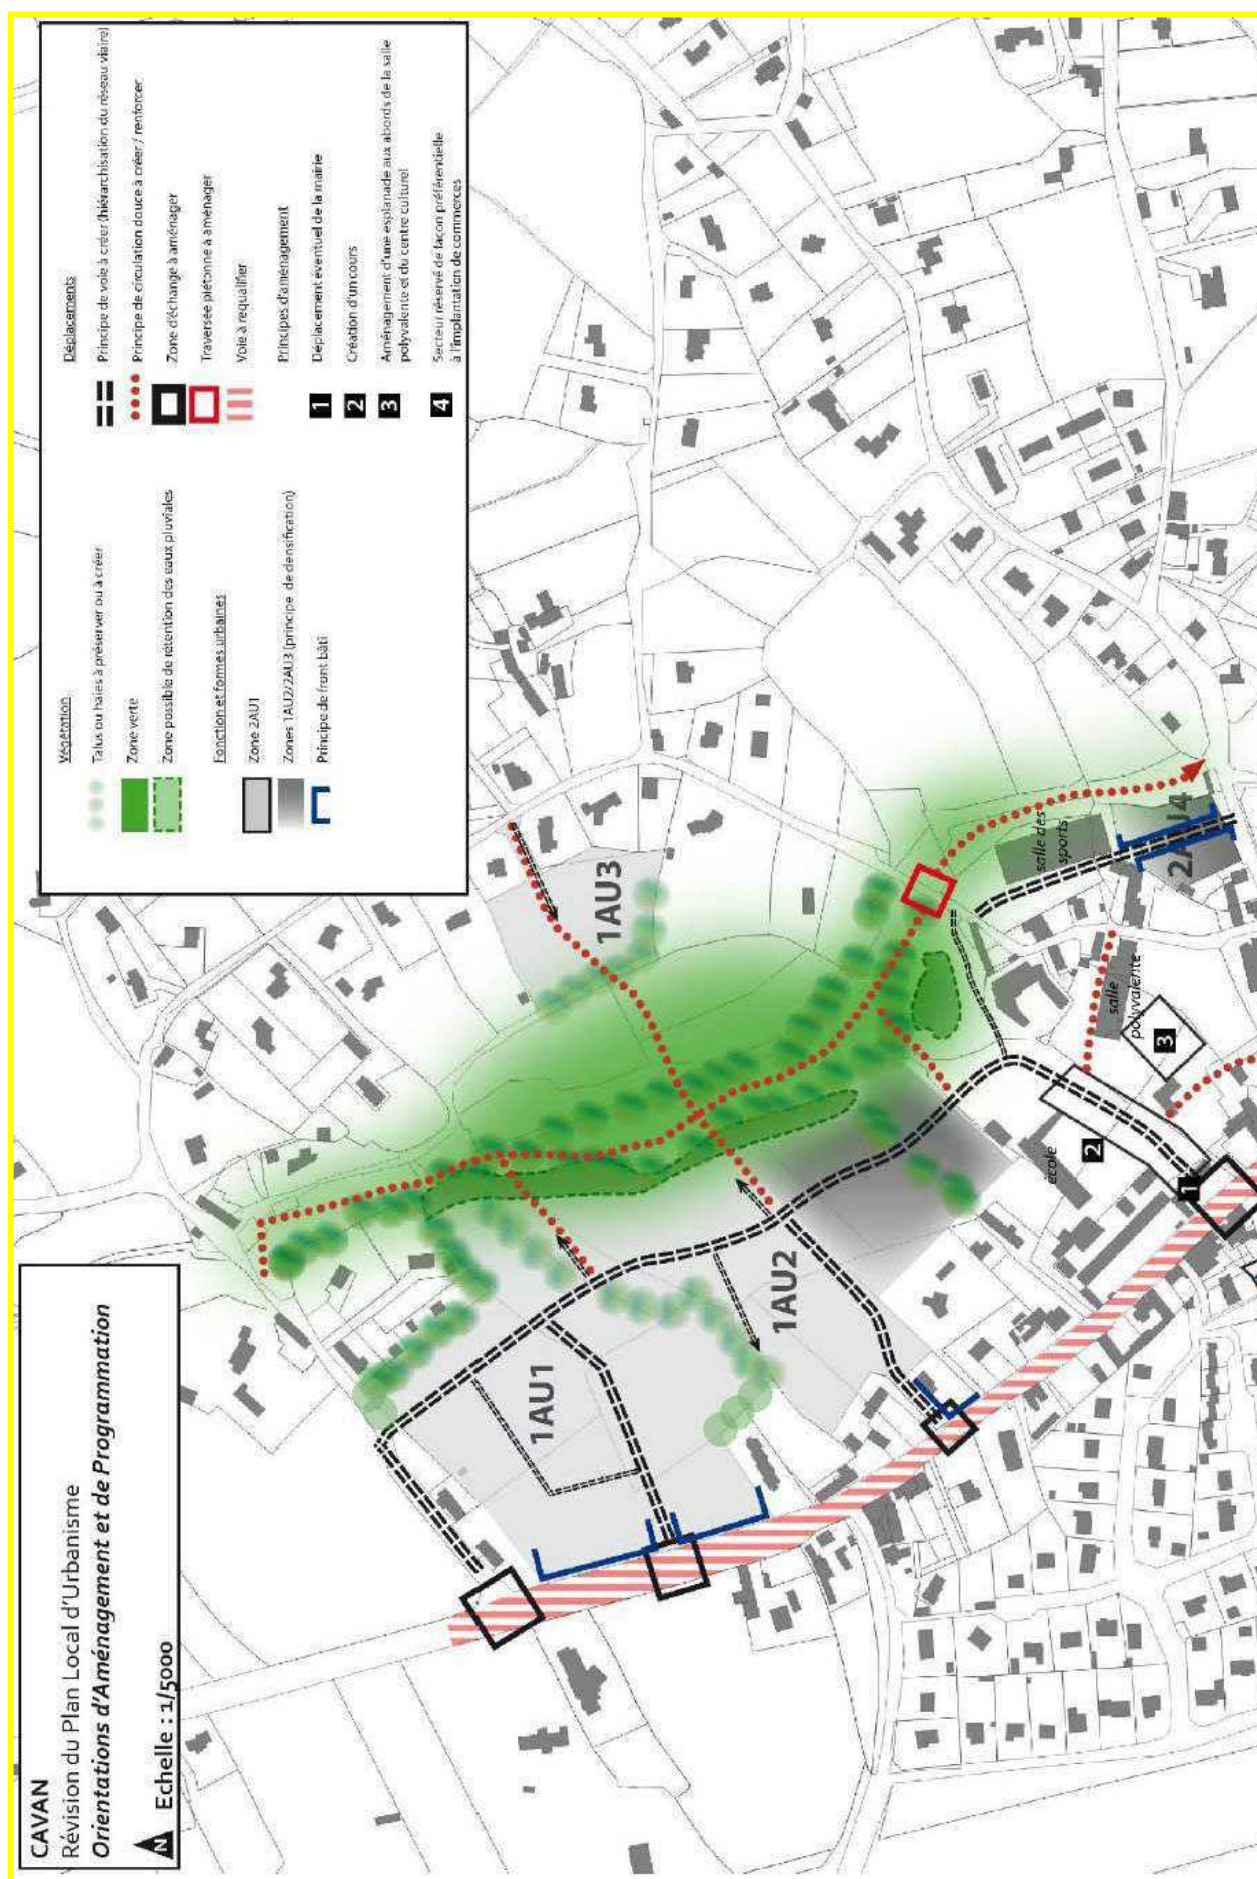 CAVAN
Révision du Plan Local d'Urbanisme
Orientations d'Aménagement et de Programmation
N
Echelle : 1/5000
Végétation
Talus ou haies à préserver ou à créer
Zone verte
Zone possible de rétention des eaux pluviales
Fonction et formes urbaines
Zone 2AU1
Zones 1AU2/2AU3 (principe de densification)
Principe de front bâti
Déplacements
Principe de voie à créer (hiérarchisation du réseau viaire)
Principe de circulation douce à créer / renforcer
Zone d'échange à aménager
Traversée piétonne à aménager
Voie à requalifier
Principes d'aménagement
1 Déplacement éventuel de la mairie
2 Création d'un cours
3 Aménagement d'une esplanade aux abords de la salle
polyvalente et du centre culturel
4 Secteur réservé de façon préférentielle
à l'implantation de commerces
1AU1
1AU2
1AU3
salle des
sports
salle
polyvalente
école
1
2
3